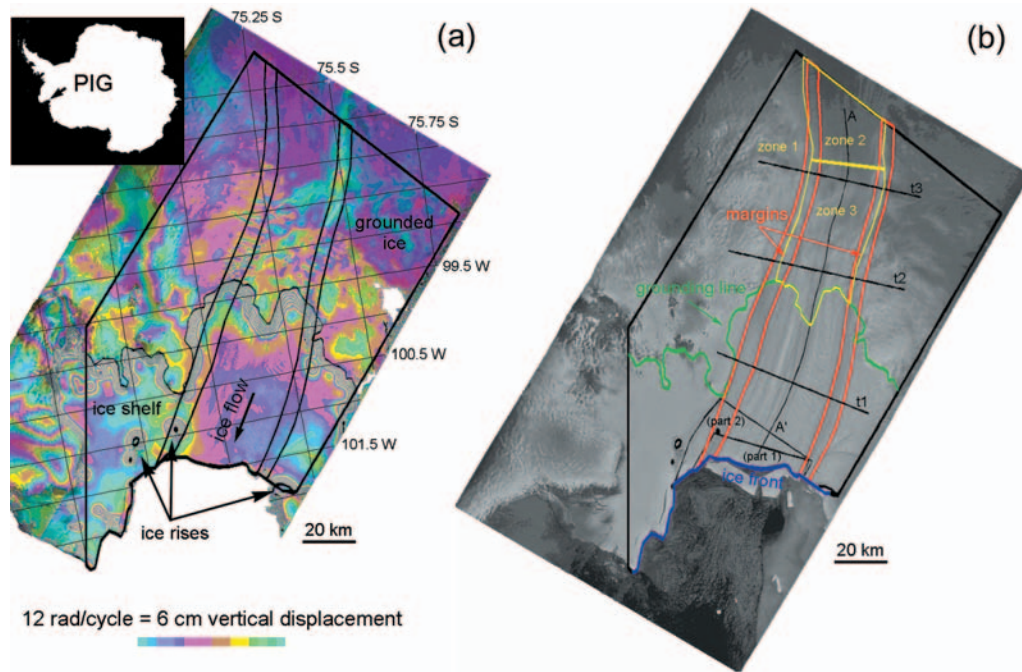 (a)
PIG
75.25 S
75.5 S
75.75 S
grounded
ice
99.5 W
100.5 W
101.5 W
ice shelf
ice flow
ice rises
20 km
12 rad/cycle = 6 cm vertical displacement
(b)
A
zone 1
zone 2
t3
zone 3
margins
t2
grounding line
t1
A'
(part 2)
(part 1)
ice front
20 km